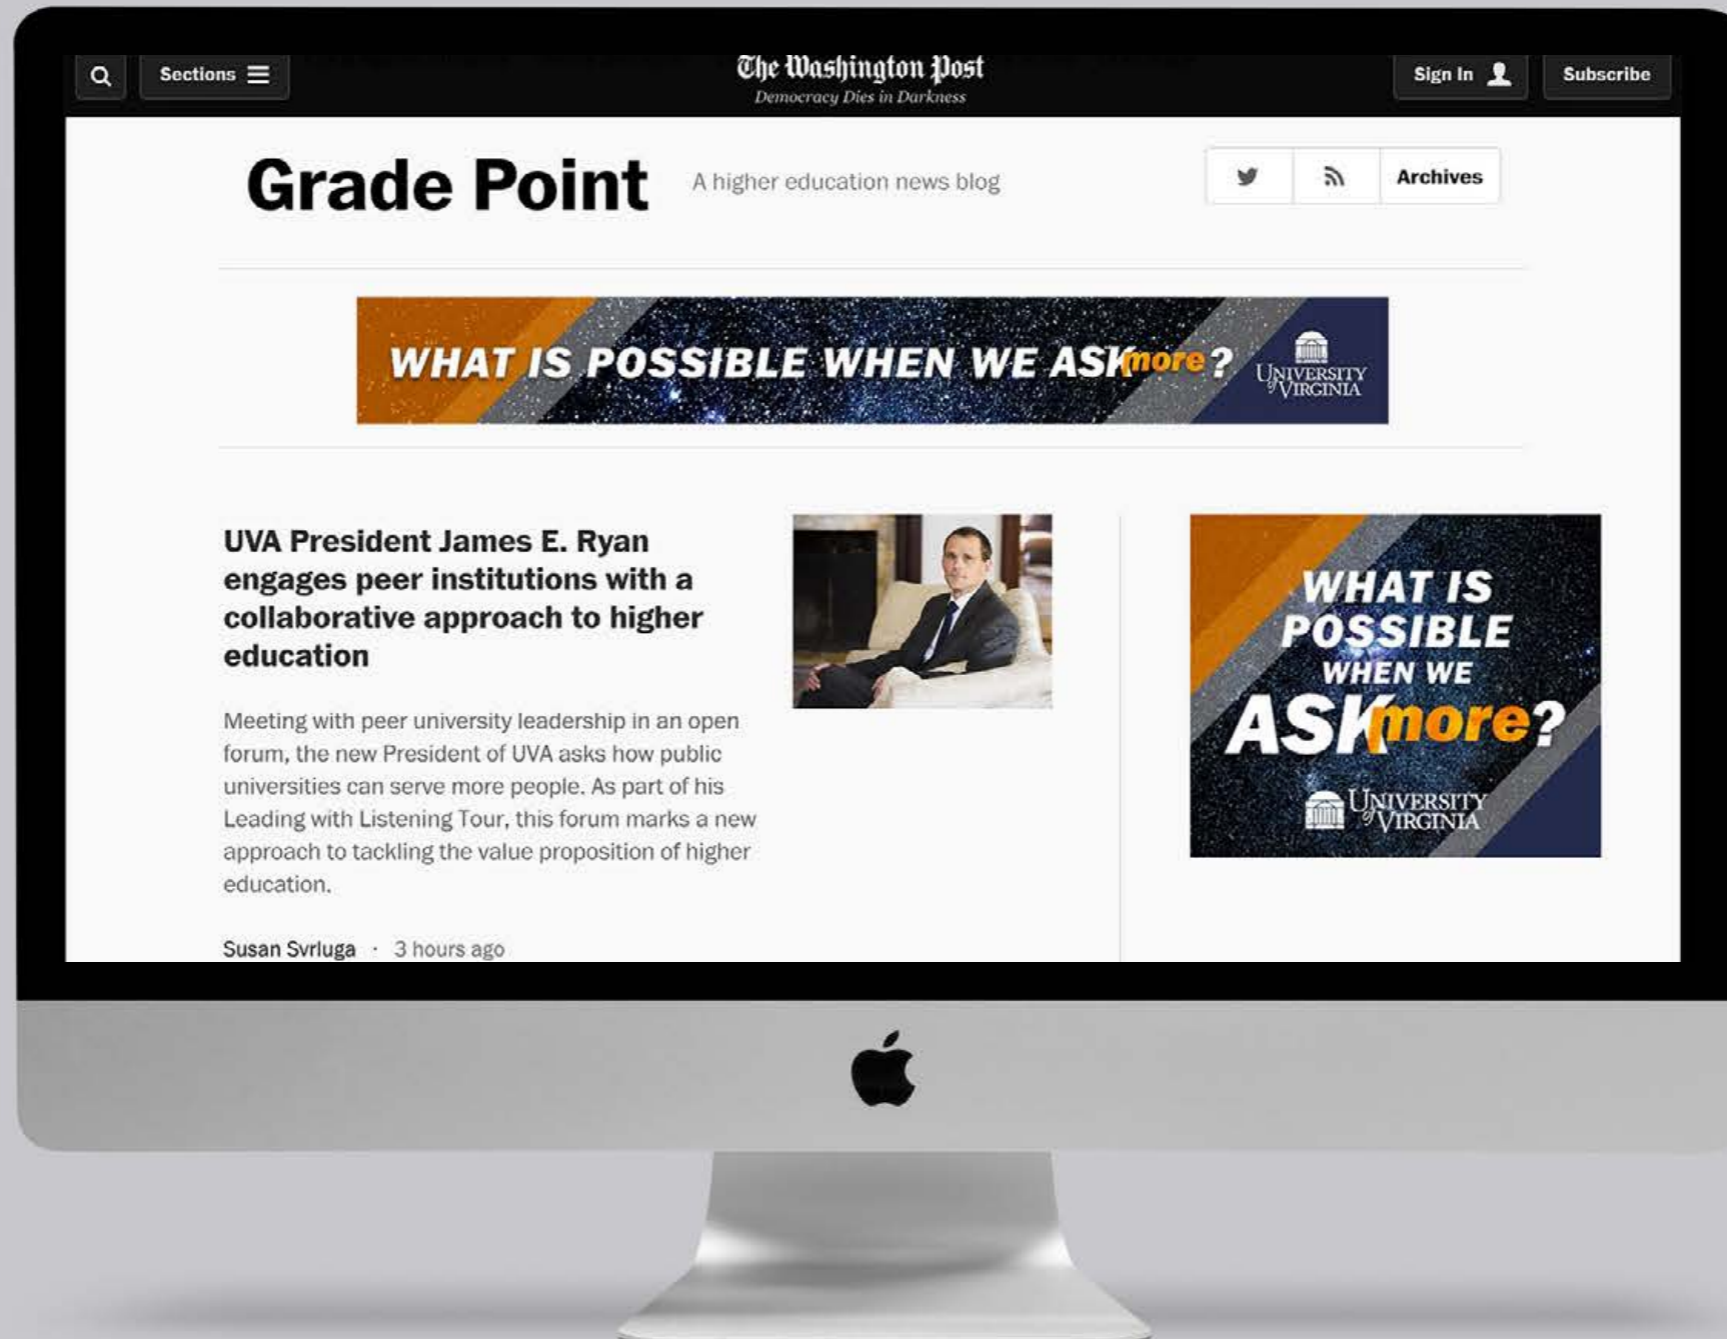 Sections
The Washington Post
Democracy Dies in Darkness
Sign In
Subscribe
Grade Point
A higher education news blog
Archives
WHAT IS POSSIBLE WHEN WE ASKmore?
UNIVERSITY
of VIRGINIA
UVA President James E. Ryan
engages peer institutions with a
collaborative approach to higher
education
Meeting with peer university leadership in an open
forum, the new President of UVA asks how public
universities can serve more people. As part of his
Leading with Listening Tour, this forum marks a new
approach to tackling the value proposition of higher
education.
Susan Svrluga · 3 hours ago
WHAT IS
POSSIBLE
WHEN WE
ASKmore?
UNIVERSITY
of VIRGINIA